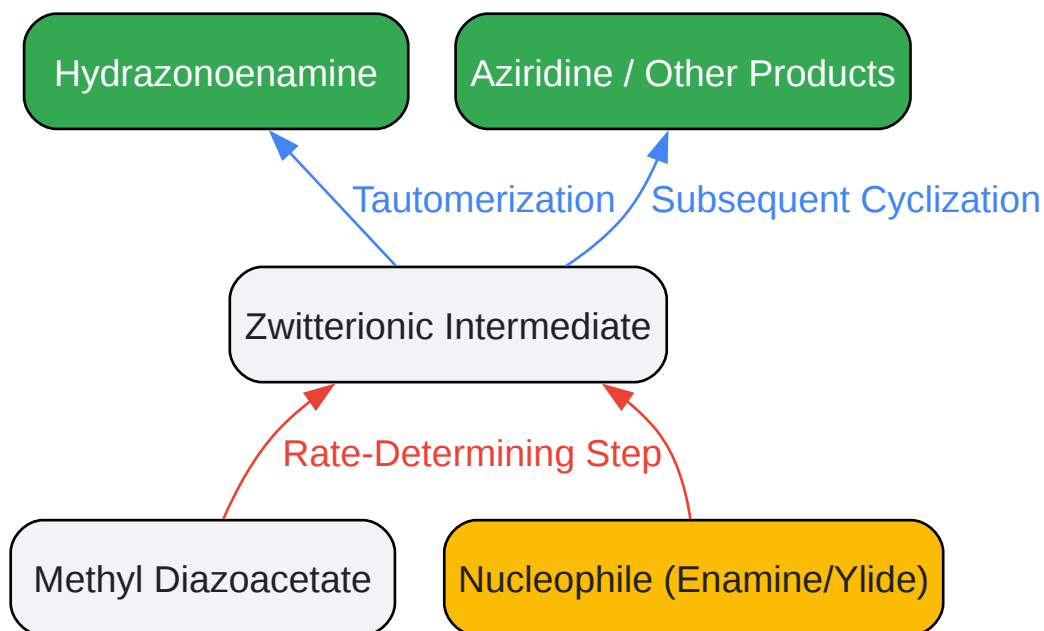 Hydrazonoenamine
Aziridine / Other Products
Tautomerization
Subsequent Cyclization
Zwitterionic Intermediate
Rate-Determining Step
Methyl Diazoacetate
Nucleophile (Enamine/Ylide)